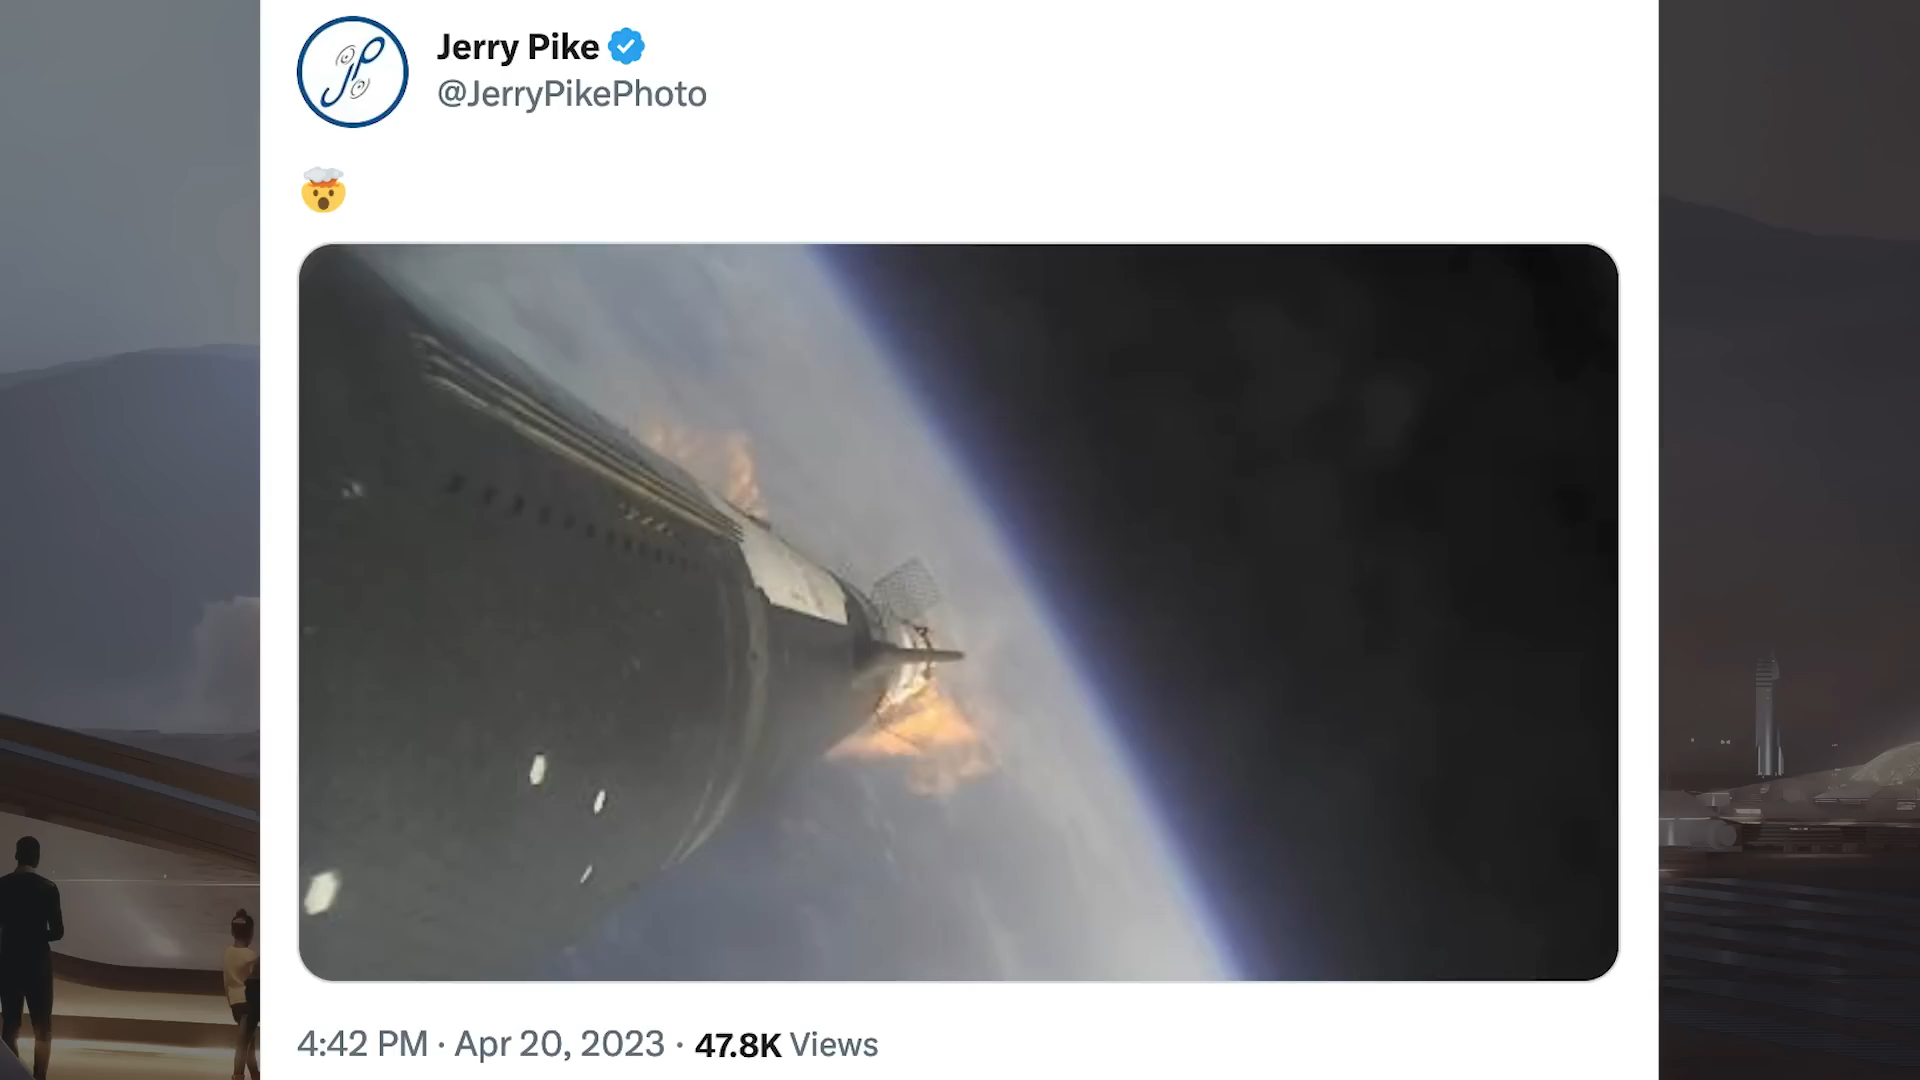 Jerry Pike
@JerryPikePhoto
🤯
4:42 PM · Apr 20, 2023 · 47.8K Views